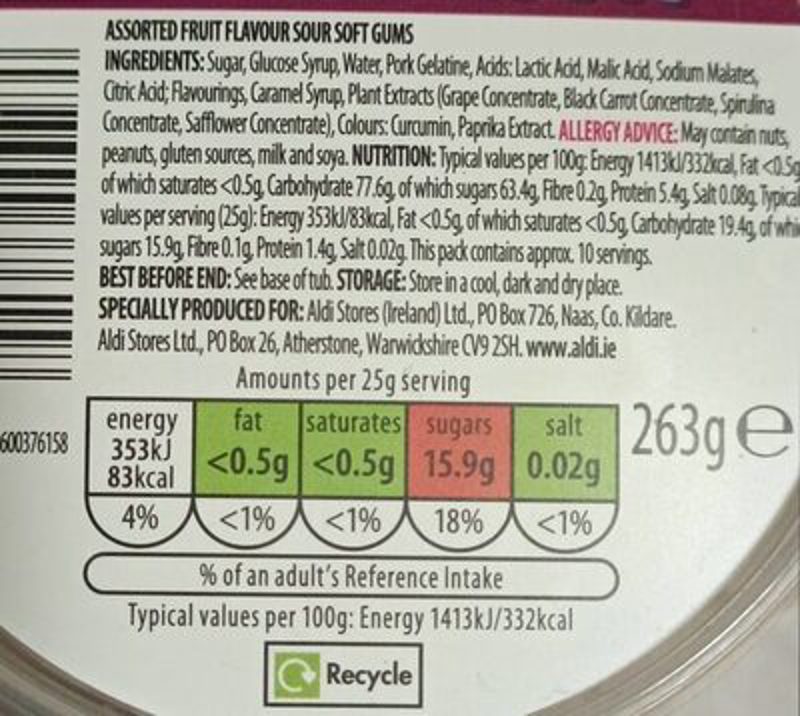 ASSORTED FRUIT FLAVOUR SOUR SOFT GUMS
INGREDIENTS: Sugar, Glucose Syrup, Water, Pork Gelatine, Acids: Lactic Acid, Malic Acid, Sodium Malates,
Citric Acid; Flavourings, Caramel Syrup, Plant Extracts (Grape Concentrate, Black Carrot Concentrate, Spirulina
Concentrate, Safflower Concentrate), Colours: Curcumin, Paprika Extract. ALLERGY ADVICE: May contain nuts,
peanuts, gluten sources, milk and soya. NUTRITION: Typical values per 100g: Energy 1413kJ/332kcal, Fat <0.5g
of which saturates <0.5g, Carbohydrate 77.6g, of which sugars 63.4g, Fibre 0.2g, Protein 5.4g, Salt 0.08g. Typical
values per serving (25g): Energy 353kJ/83kcal, Fat <0.5g, of which saturates <0.5g, Carbohydrate 19.4g, of whi
sugars 15.9g, Fibre 0.1g, Protein 1.4g, Salt 0.02g. This pack contains approx. 10 servings.
BEST BEFORE END: See base of tub. STORAGE: Store in a cool, dark and dry place.
SPECIALLY PRODUCED FOR: Aldi Stores (Ireland) Ltd., PO Box 726, Naas, Co. Kildare.
Aldi Stores Ltd., PO Box 26, Atherstone, Warwickshire CV9 2SH. www.aldi.ie
Amounts per 25g serving
energy fat saturates sugars salt
353kJ <0.5g <0.5g 15.9g 0.02g
83kcal
4% <1% <1% 18% <1%
263g e
600376158
% of an adult's Reference Intake
Typical values per 100g: Energy 1413kJ/332kcal
Recycle